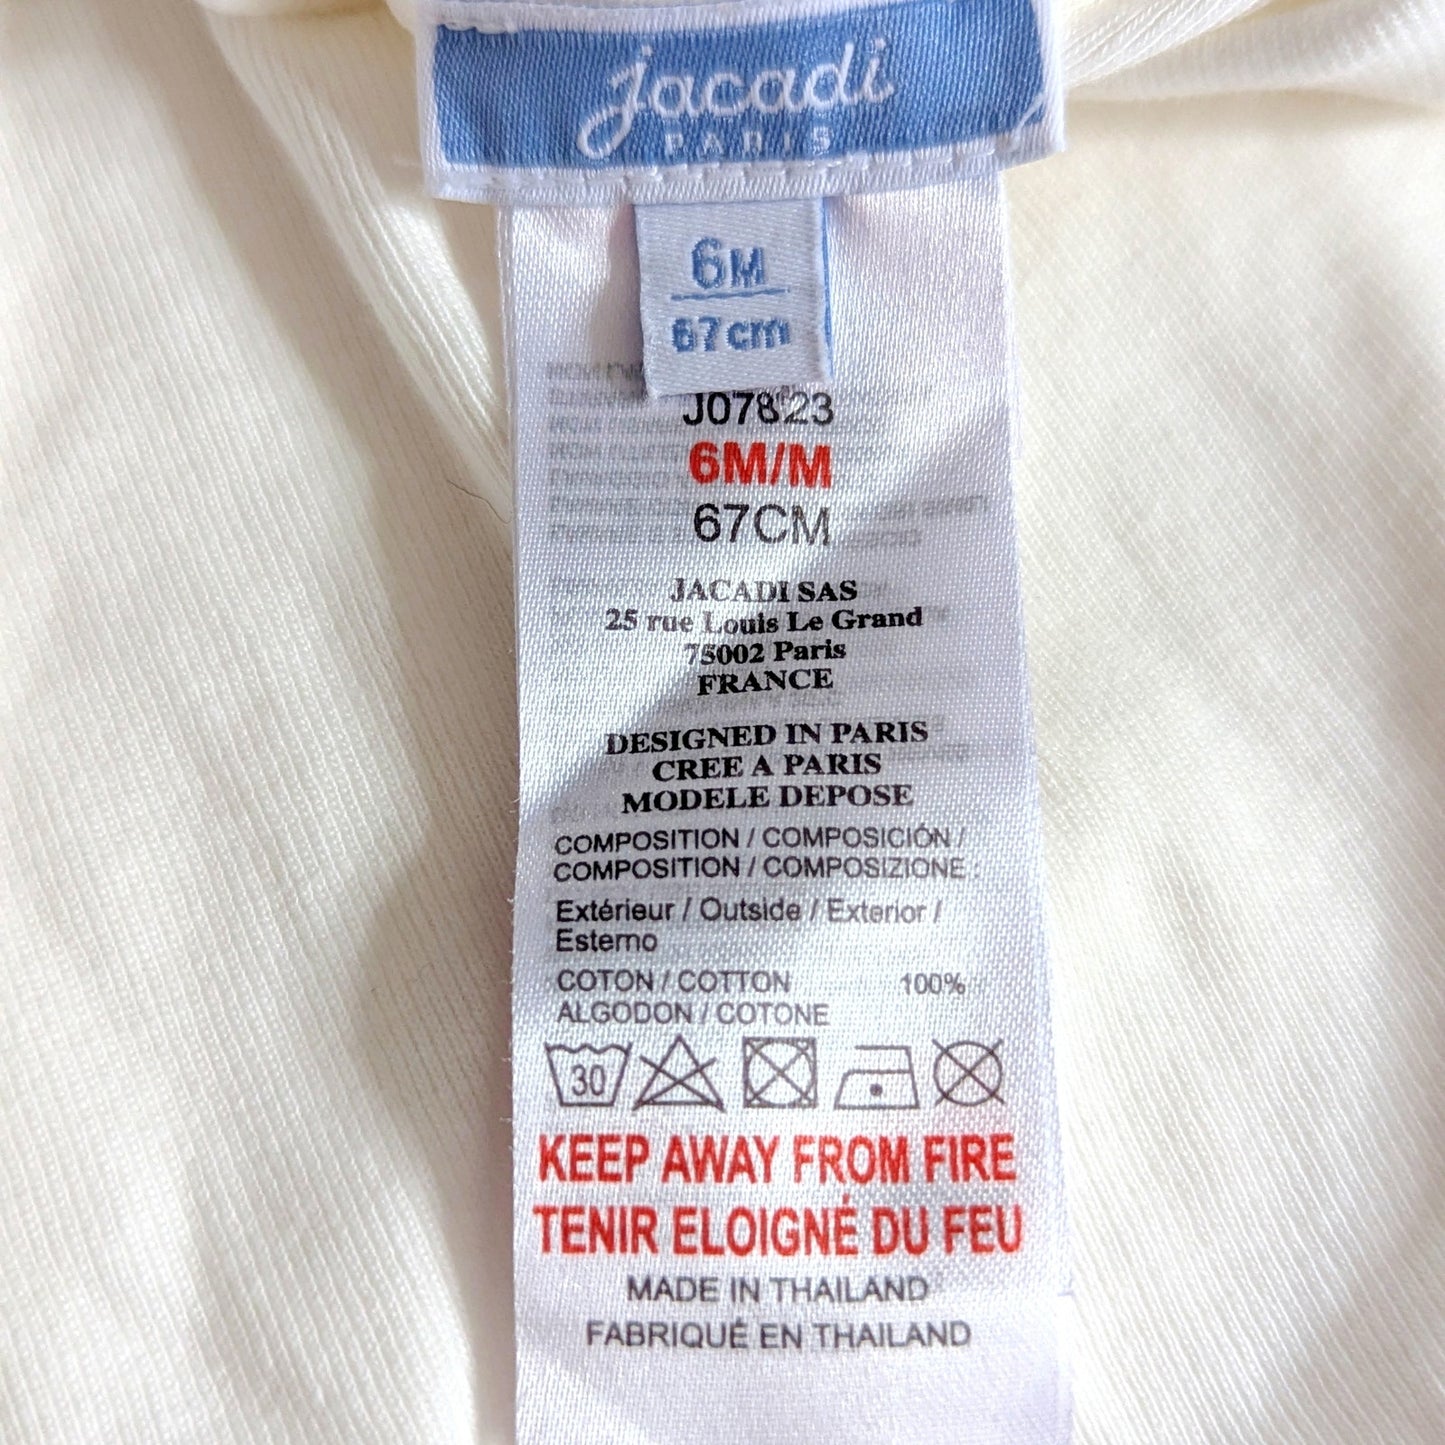 jacadi
PARIS
6M
67cm
J07823
6M/M
67CM
JACADI SAS
25 rue Louis Le Grand
75002 Paris
FRANCE
DESIGNED IN PARIS
CREE A PARIS
MODELE DEPOSE
COMPOSITION / COMPOSICIÓN /
COMPOSITION / COMPOSIZIONE :
Extérieur / Outside / Exterior /
Esterno
COTON / COTTON 100%
ALGODON / COTONE
30
KEEP AWAY FROM FIRE
TENIR ELOIGNÉ DU FEU
MADE IN THAILAND
FABRIQUÉ EN THAILAND